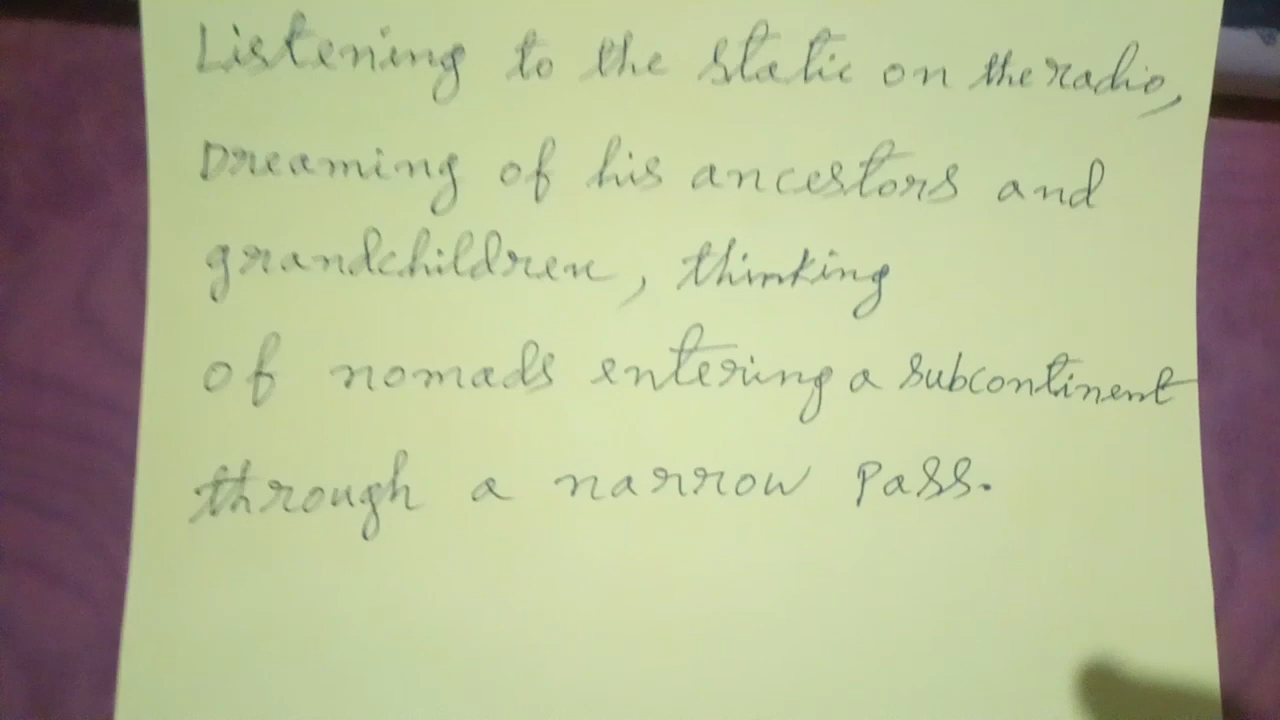 Listening to the static on the radio,
Dreaming of his ancestors and
grandchildren, thinking
of nomads entering a subcontinent
through a narrow pass.